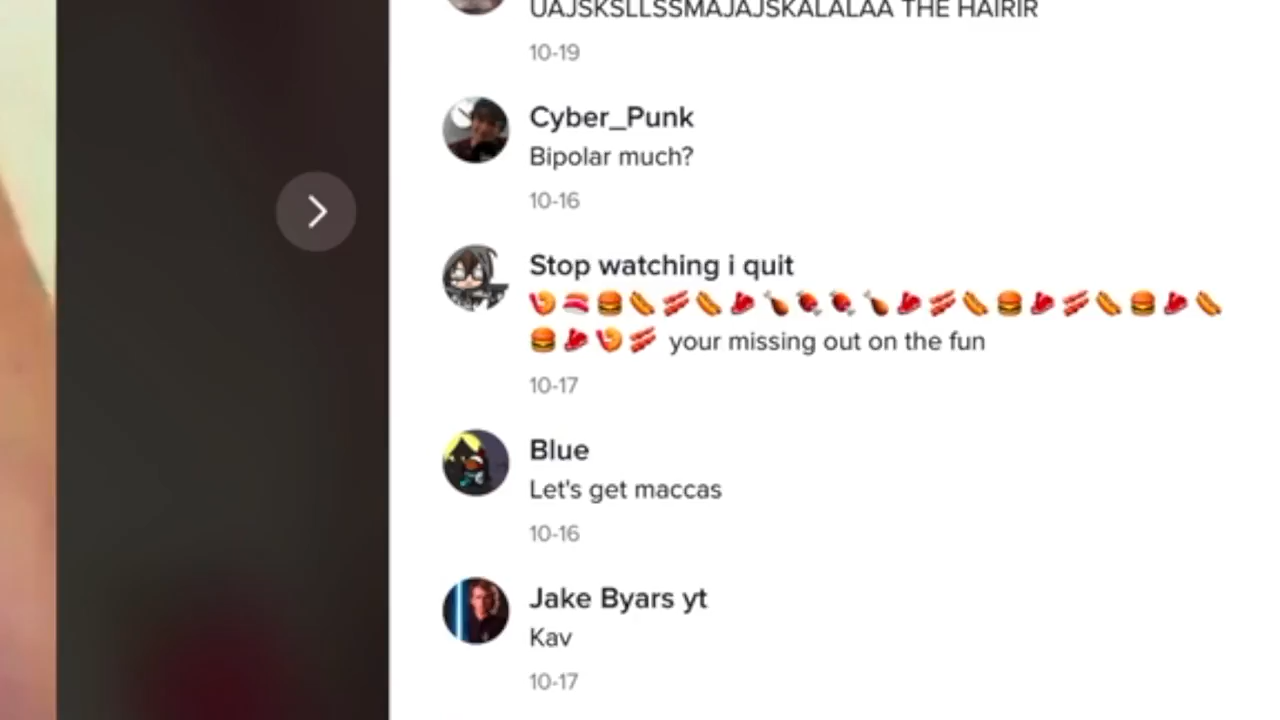 UAJSKSLLSSMAJAJSKALALAA THE HAIRIR
10-19
Cyber_Punk
Bipolar much?
10-16
Stop watching i quit
🍤🥓🍔🌭🥓🌭🥩🍗🍖🍖🍗🥩🥓🌭🍔🥩🥓🌭🍔🥩🌭
🍔🥩🍤🥓 your missing out on the fun
10-17
Blue
Let's get maccas
10-16
Jake Byars yt
Kav
10-17